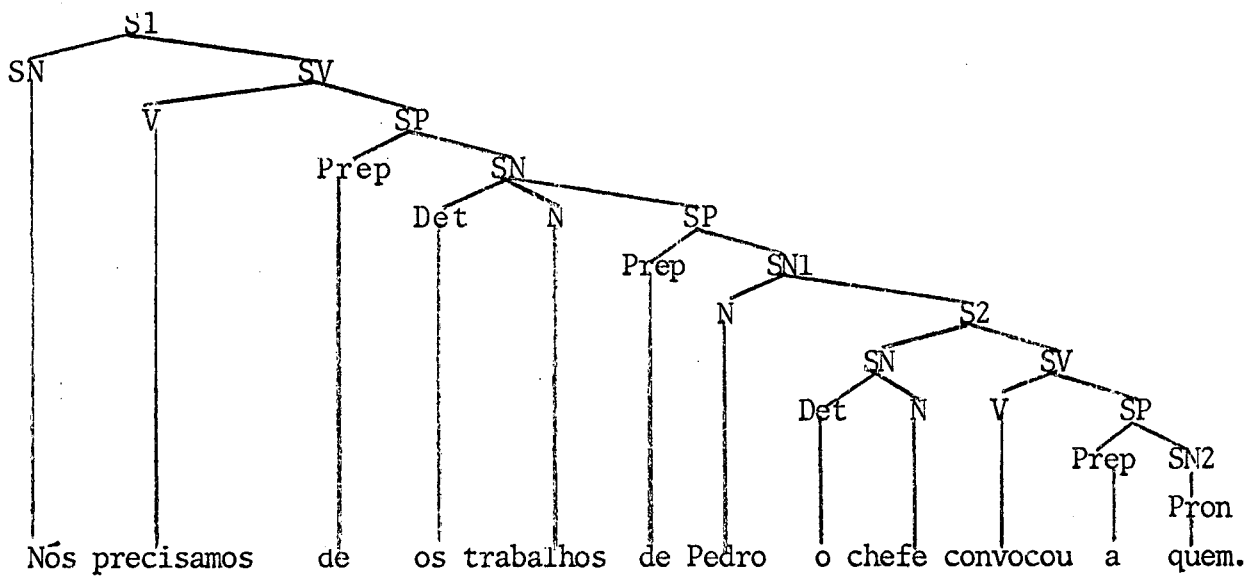 S1
SN SV
V SP
Prep SN
Det N SP
Prep SN1
N S2
SN SV
Det N V SP
Prep SN2
Pron
Nós precisamos de os trabalhos de Pedro o chefe convocou a quem.